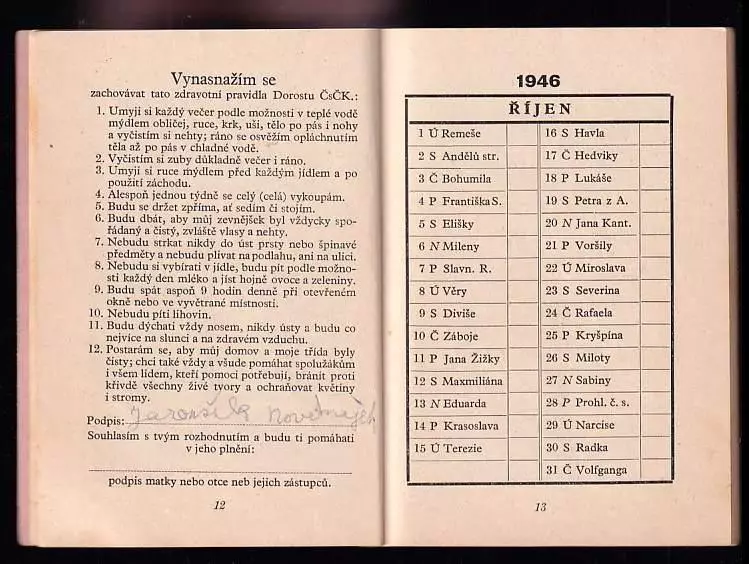 Vynasnažím se
zachovávat tato zdravotní pravidla Dorostu ČsČK.:
1. Umyji si každý večer podle možnosti v teplé vodě
mýdlem obličej, ruce, krk, uši, tělo po pás i nohy
a vyčistím si nehty; ráno se osvěžím opláchnutím
těla až po pás v chladné vodě.
2. Vyčistím si zuby důkladně večer i ráno.
3. Umyji si ruce mýdlem před každým jídlem a po
použití záchodu.
4. Alespoň jednou týdně se celý (celá) vykoupám.
5. Budu se držet zpříma, ať sedím či stojím.
6. Budu dbát, aby můj zevnějšek byl vždycky spo-
řádaný a čistý, zvláště vlasy a nehty.
7. Nebudu strkat nikdy do úst prsty nebo špinavé
předměty a nebudu plívat na podlahu, ani na ulici.
8. Nebudu si vybírati v jídle, budu pít podle možno-
sti každý den mléko a jíst hojně ovoce a zeleniny.
9. Budu spát aspoň 9 hodin denně při otevřeném
okně nebo ve vyvětrané místnosti.
10. Nebudu píti lihovin.
11. Budu dýchati vždy nosem, nikdy ústy a budu co
nejvíce na slunci a na zdravém vzduchu.
12. Postarám se, aby můj domov a moje třída byly
čisty; chci také vždy a všude pomáhat spolužákům
i všem lidem, kteří pomoci potřebují, bránit proti
křivdě všechny živé tvory a ochraňovat květiny
i stromy.
Podpis:
Souhlasím s tvým rozhodnutím a budu ti pomáhati
v jeho plnění:
podpis matky nebo otce neb jejich zástupců.
12
1946
ŘÍJEN
1 Ú Remeše
2 S Andělů str.
3 Č Bohumila
4 P Františka S.
5 S Elišky
6 N Mileny
7 P Slavn. R.
8 Ú Věry
9 S Diviše
10 Č Záboje
11 P Jana Žižky
12 S Maxmiliána
13 N Eduarda
14 P Krasoslava
15 Ú Terezie
16 S Havla
17 Č Hedviky
18 P Lukáše
19 S Petra z A.
20 N Jana Kant.
21 P Voršily
22 Ú Miroslava
23 S Severina
24 Č Rafaela
25 P Kryšpína
26 S Miloty
27 N Sabiny
28 P Prohl. č. s.
29 Ú Narcise
30 S Radka
31 Č Volfganga
13